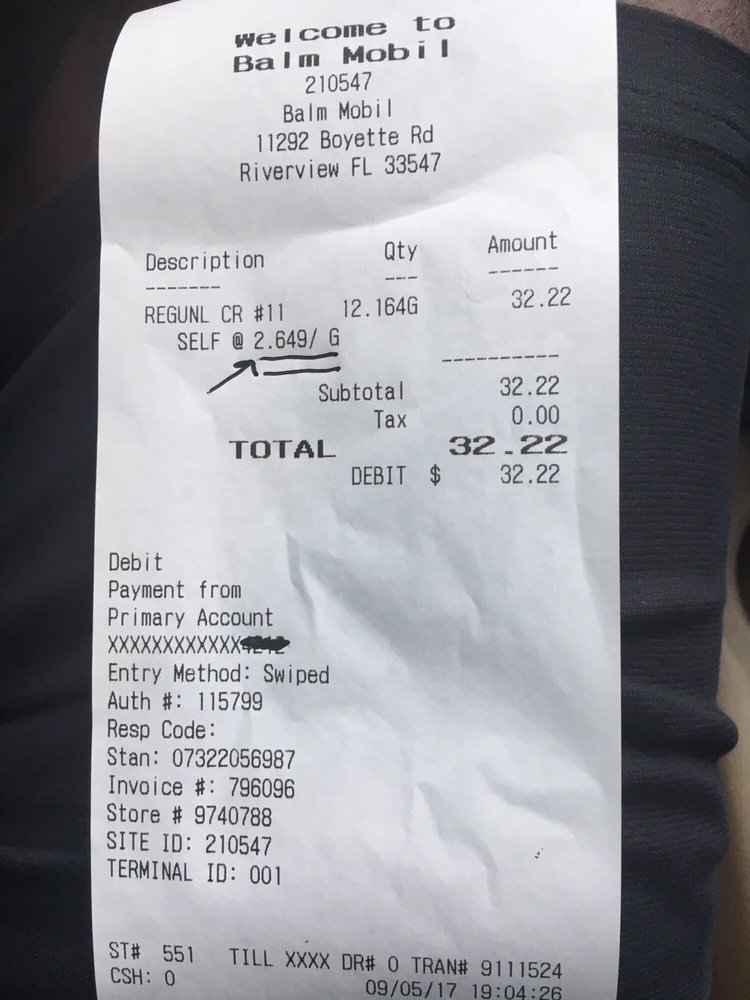 Welcome to
Balm Mobil
210547
Balm Mobil
11292 Boyette Rd
Riverview FL 33547
Description Qty Amount
------- --- ------
REGUNL CR #11 12.164G 32.22
SELF @ 2.649/ G
----------
Subtotal 32.22
Tax 0.00
TOTAL 32.22
DEBIT $ 32.22
Debit
Payment from
Primary Account
XXXXXXXXXXXX
Entry Method: Swiped
Auth #: 115799
Resp Code:
Stan: 07322056987
Invoice #: 796096
Store # 9740788
SITE ID: 210547
TERMINAL ID: 001
ST# 551 TILL XXXX DR# 0 TRAN# 9111524
CSH: 0 09/05/17 19:04:26